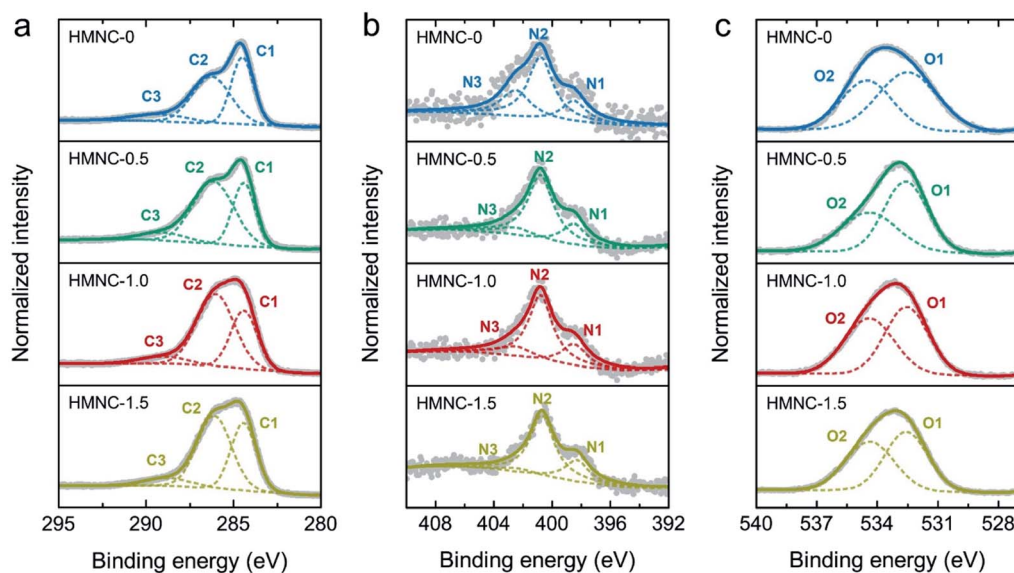 a
Normalized intensity
HMNC-0
C3
C2
C1
HMNC-0.5
C3
C2
C1
HMNC-1.0
C3
C2
C1
HMNC-1.5
C3
C2
C1
295
290
285
280
Binding energy (eV)
b
Normalized intensity
HMNC-0
N3
N2
N1
HMNC-0.5
N3
N2
N1
HMNC-1.0
N3
N2
N1
HMNC-1.5
N3
N2
N1
408
404
400
396
392
Binding energy (eV)
c
Normalized intensity
HMNC-0
O2
O1
HMNC-0.5
O2
O1
HMNC-1.0
O2
O1
HMNC-1.5
O2
O1
540
537
534
531
528
Binding energy (eV)